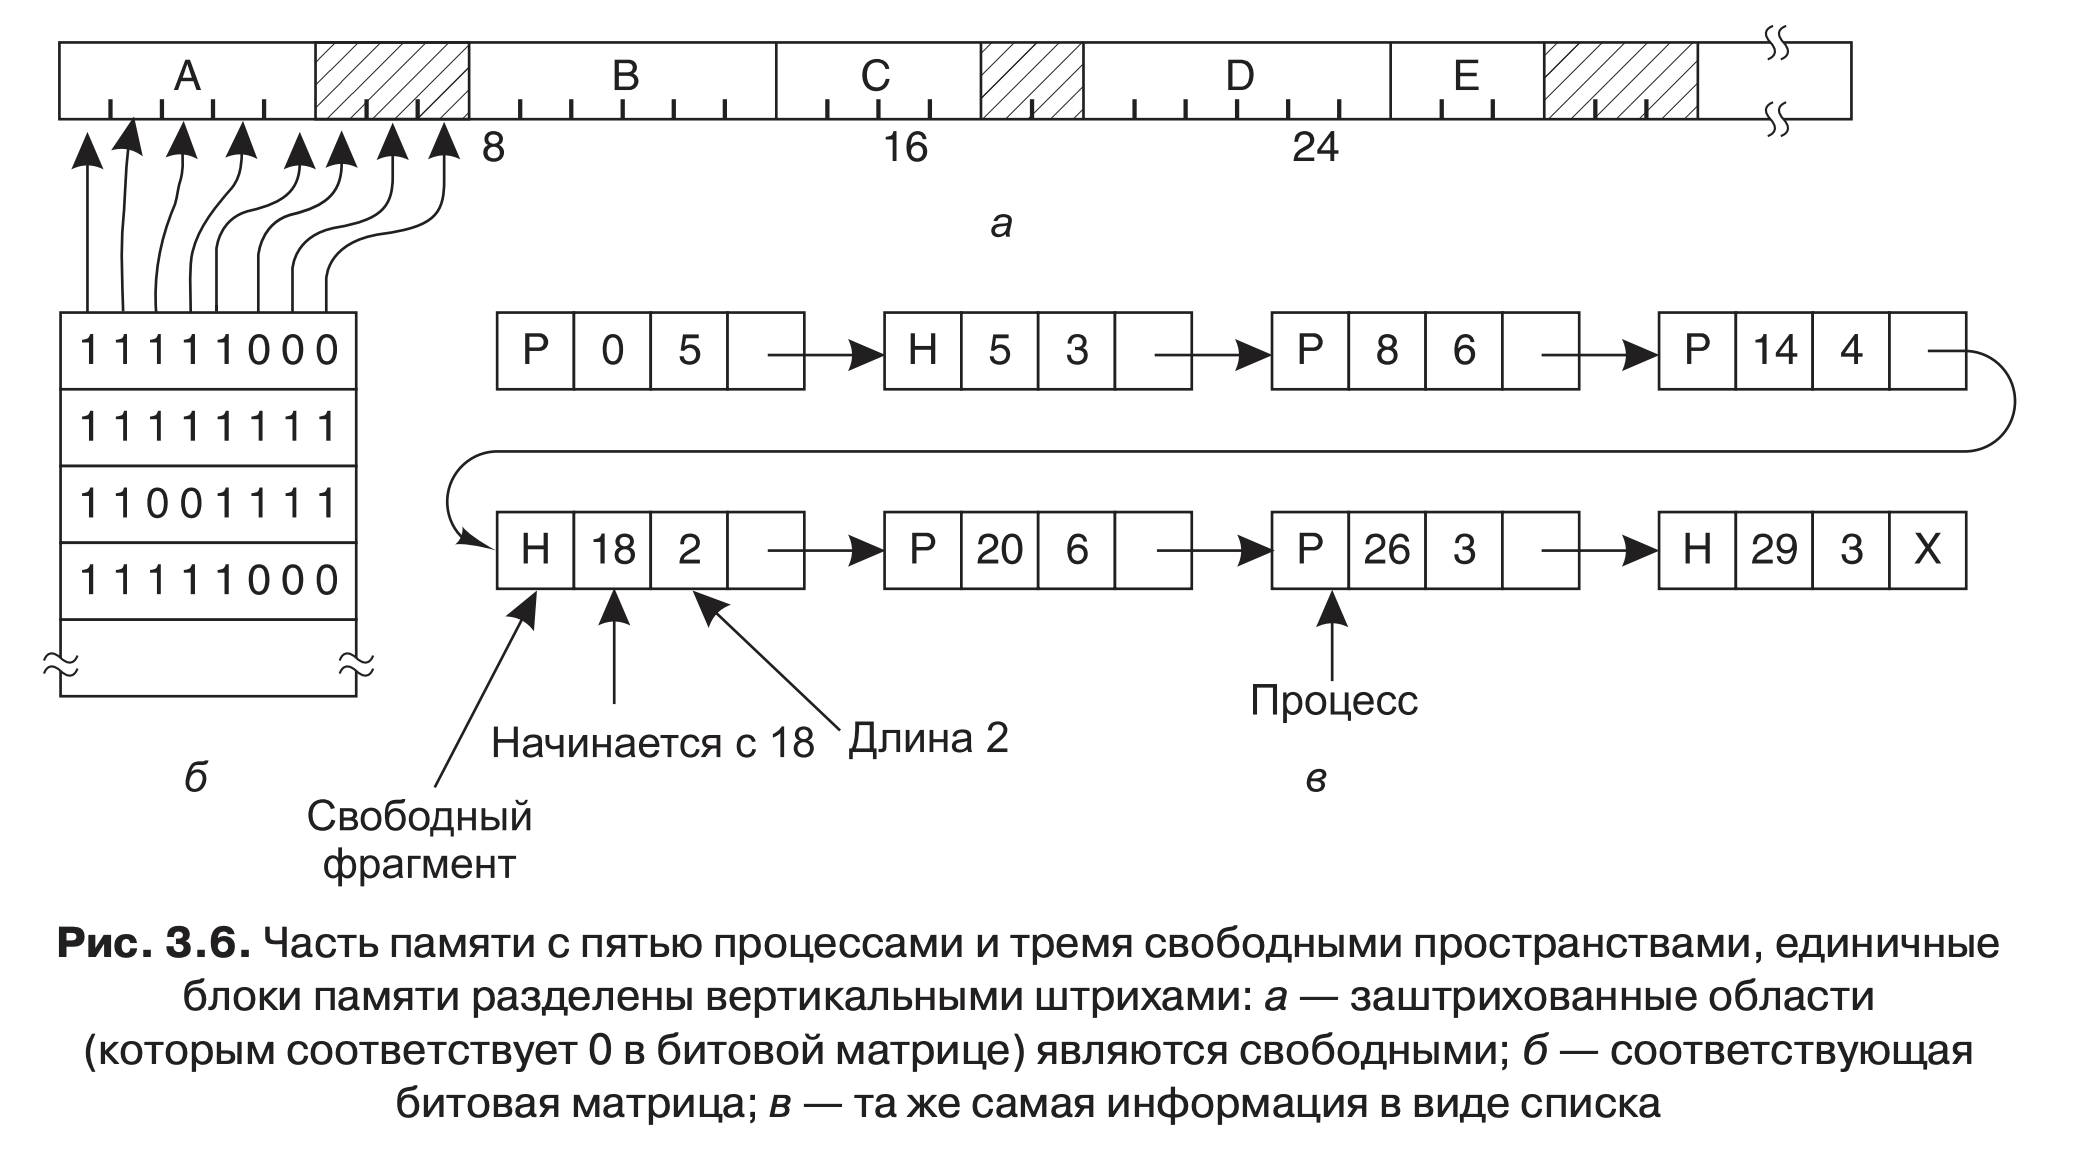 A B C D E
8 16 24
а
1 1 1 1 1 0 0 0
1 1 1 1 1 1 1 1
1 1 0 0 1 1 1 1
1 1 1 1 1 0 0 0
б
P 0 5 H 5 3 P 8 6 P 14 4
H 18 2 P 20 6 P 26 3 H 29 3 X
Свободный
фрагмент
Начинается с 18
Длина 2
Процесс
в
Рис. 3.6. Часть памяти с пятью процессами и тремя свободными пространствами, единичные
блоки памяти разделены вертикальными штрихами: а — заштрихованные области
(которым соответствует 0 в битовой матрице) являются свободными; б — соответствующая
битовая матрица; в — та же самая информация в виде списка